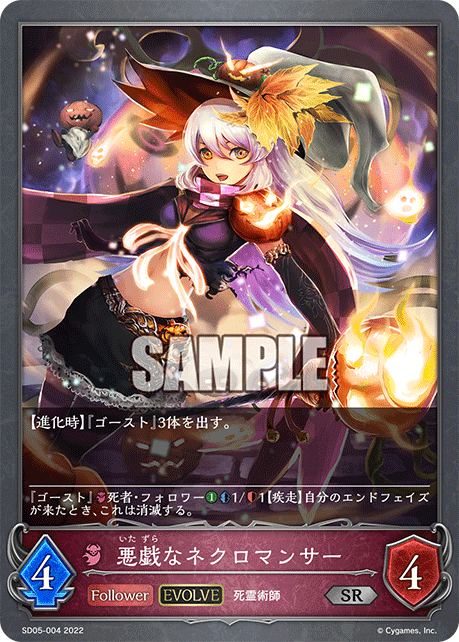 SAMPLE
【進化時】『ゴースト』3体を出す。
『ゴースト』死者・フォロワー1 1/1【疾走】自分のエンドフェイズ
が来たとき、これは消滅する。
いた ずら
悪戯なネクロマンサー
4
Follower EVOLVE 死霊術師 SR
4
SD05-004 2022 © Cygames, Inc.